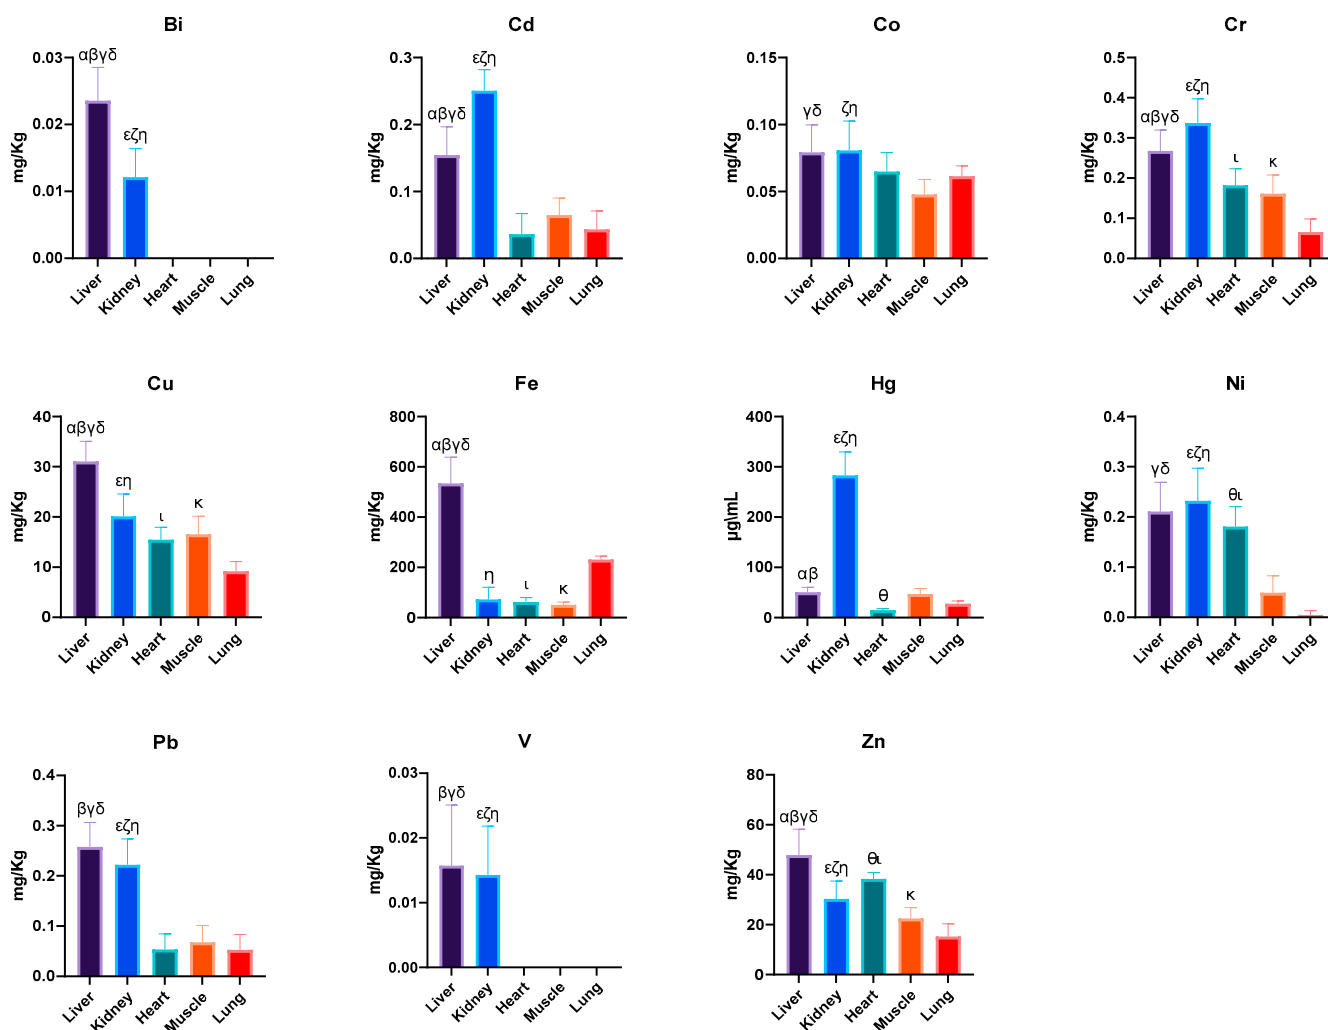 Bi
mg/Kg
0.03
0.02
0.01
0.00
αβγδ
εζη
Liver
Kidney
Heart
Muscle
Lung
Cd
mg/Kg
0.3
0.2
0.1
0.0
αβγδ
εζη
Liver
Kidney
Heart
Muscle
Lung
Co
mg/Kg
0.15
0.10
0.05
0.00
γδ
ζη
Liver
Kidney
Heart
Muscle
Lung
Cr
mg/Kg
0.5
0.4
0.3
0.2
0.1
0.0
αβγδ
εζη
ι
κ
Liver
Kidney
Heart
Muscle
Lung
Cu
mg/Kg
40
30
20
10
0
αβγδ
εη
ι
κ
Liver
Kidney
Heart
Muscle
Lung
Fe
mg/Kg
800
600
400
200
0
αβγδ
η
ι
κ
Liver
Kidney
Heart
Muscle
Lung
Hg
µg\mL
400
300
200
100
0
αβ
εζη
θ
Liver
Kidney
Heart
Muscle
Lung
Ni
mg/Kg
0.4
0.3
0.2
0.1
0.0
γδ
εζη
θι
Liver
Kidney
Heart
Muscle
Lung
Pb
mg/Kg
0.4
0.3
0.2
0.1
0.0
βγδ
εζη
Liver
Kidney
Heart
Muscle
Lung
V
mg/Kg
0.03
0.02
0.01
0.00
βγδ
εζη
Liver
Kidney
Heart
Muscle
Lung
Zn
mg/Kg
80
60
40
20
0
αβγδ
εζη
θι
κ
Liver
Kidney
Heart
Muscle
Lung